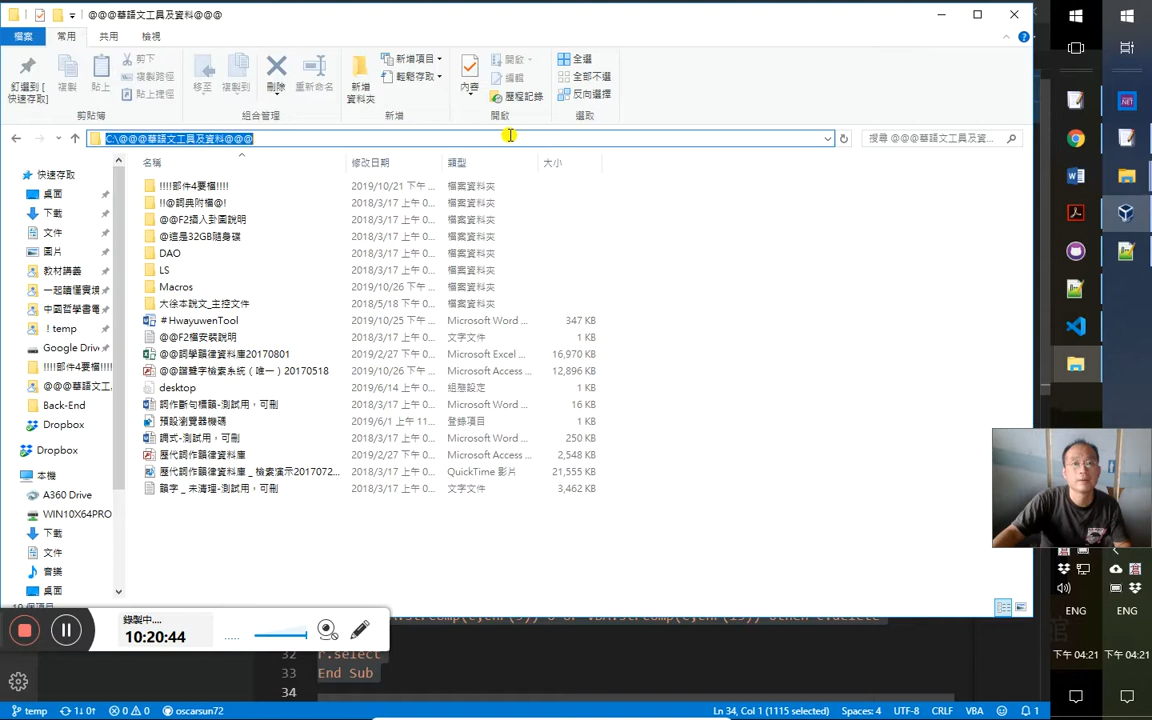 @@@華語文工具及資料@@@
檔案
常用
共用
檢視
釘選到 [快速存取]
複製
貼上
剪下
複製路徑
貼上捷徑
剪貼簿
移至
複製到
刪除
重新命名
組合管理
新增資料夾
新增項目
輕鬆存取
新增
內容
開啟
編輯
歷程記錄
開啟
全選
全部不選
反向選擇
選取
C:\@@@華語文工具及資料@@@
搜尋 @@@華語文工具及資...
名稱 修改日期 類型 大小
!!!!部件4要檔!!!! 2019/10/21 下午 ... 檔案資料夾
!!@詞典附檔@! 2018/3/17 上午 0... 檔案資料夾
@@F2插入卦圖說明 2018/3/17 上午 0... 檔案資料夾
@這是32GB隨身碟 2018/3/17 上午 0... 檔案資料夾
DAO 2018/3/17 上午 0... 檔案資料夾
LS 2018/3/17 上午 0... 檔案資料夾
Macros 2019/10/26 下午 ... 檔案資料夾
大徐本說文_主控文件 2018/5/18 上午 0... 檔案資料夾
＃HwayuwenTool 2019/10/25 下午 ... Microsoft Word ... 347 KB
@@F2檔安裝說明 2018/3/17 上午 0... 文字文件 1 KB
@@詞學韻律資料庫20170801 2019/2/27 下午 0... Microsoft Excel ... 16,970 KB
@@諧聲字檢索系統（唯一）20170518 2019/10/26 上午 ... Microsoft Access ... 12,896 KB
desktop 2019/6/14 上午 0... 組態設定 1 KB
詞作斷句標韻-測試用，可刪 2018/3/17 上午 0... Microsoft Word ... 16 KB
預設瀏覽器機碼 2019/6/1 上午 11... 登錄項目 1 KB
調式-測試用，可刪 2018/3/17 上午 0... Microsoft Word ... 250 KB
歷代詞作韻律資料庫 2019/2/27 下午 0... Microsoft Access ... 2,548 KB
歷代詞作韻律資料庫 _ 檢索演示2017072... 2018/3/17 上午 0... QuickTime 影片 21,555 KB
韻字 _ 未清理-測試用，可刪 2018/3/17 上午 0... 文字文件 3,462 KB
快速存取
桌面
下載
文件
圖片
教材講義
一起讀懂實境
中國哲學書電
! temp
Google Driv
!!!!部件4要檔
@@@華語文工
Back-End
Dropbox
Dropbox
本機
A360 Drive
WIN10X64PRO
下載
文件
音樂
桌面
錄製中....
10:20:44
32 r.select
33 End Sub
34
temp 1↓ 0↑ 0 0 oscarsun72 Ln 34, Col 1 (1115 selected) Spaces: 4 UTF-8 CRLF VBA 1
.NET
ENG ENG
下午 04:21 下午 04:21